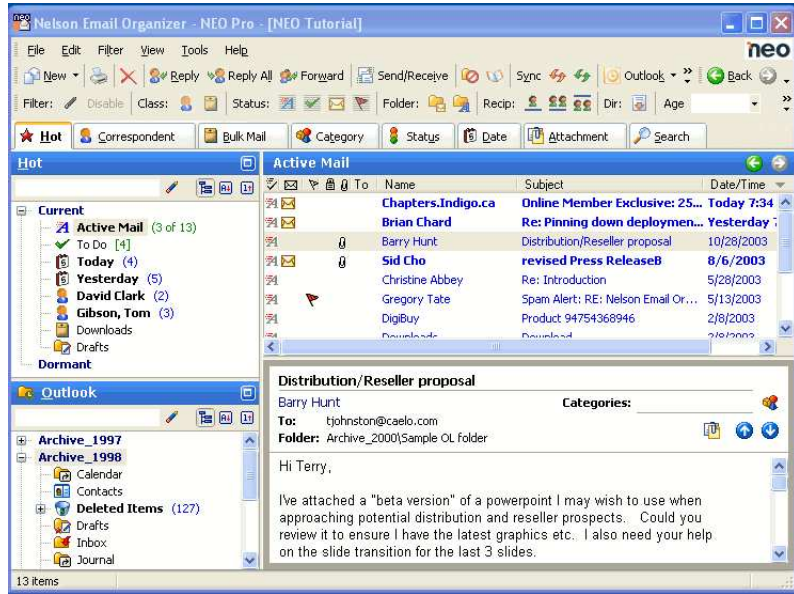 Nelson Email Organizer - NEO Pro - [NEO Tutorial]
File Edit Filter View Tools Help
neo
New Reply Reply All Forward Send/Receive Sync Outlook Back
Filter: Disable Class: Status: Folder: Recip: Dir: Age
Hot Correspondent Bulk Mail Category Status Date Attachment Search
Hot
Current
Active Mail (3 of 13)
To Do [4]
Today (4)
Yesterday (5)
David Clark (2)
Gibson, Tom (3)
Downloads
Drafts
Dormant
Outlook
Archive_1997
Archive_1998
Calendar
Contacts
Deleted Items (127)
Drafts
Inbox
Journal
Active Mail
To Name Subject Date/Time
Chapters.Indigo.ca Online Member Exclusive: 25... Today 7:34
Brian Chard Re: Pinning down deploymen... Yesterday 7
Barry Hunt Distribution/Reseller proposal 10/28/2003
Sid Cho revised Press ReleaseB 8/6/2003
Christine Abbey Re: Introduction 5/28/2003
Gregory Tate Spam Alert: RE: Nelson Email Or... 5/13/2003
DigiBuy Product 94754368946 2/8/2003
Downloads Download 2/8/2003
Distribution/Reseller proposal
Barry Hunt Categories:
To: tjohnston@caelo.com
Folder: Archive_2000\Sample OL folder
Hi Terry,
I've attached a "beta version" of a powerpoint I may wish to use when
approaching potential distribution and reseller prospects. Could you
review it to ensure I have the latest graphics etc. I also need your help
on the slide transition for the last 3 slides.
13 items